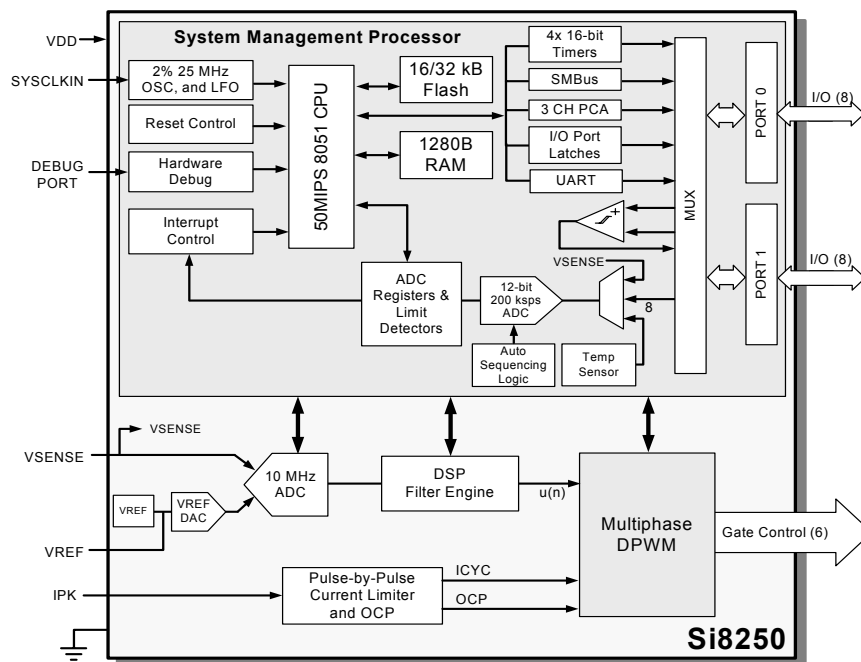 VDD
SYSCLKIN
DEBUG
PORT
System Management Processor
2% 25 MHz
OSC, and LFO
Reset Control
Hardware
Debug
Interrupt
Control
50MIPS 8051 CPU
16/32 kB
Flash
1280B
RAM
4x 16-bit
Timers
SMBus
3 CH PCA
I/O Port
Latches
UART
+
MUX
PORT 0
I/O (8)
PORT 1
I/O (8)
VSENSE
8
ADC
Registers &
Limit
Detectors
12-bit
200 ksps
ADC
Auto
Sequencing
Logic
Temp
Sensor
VSENSE
VSENSE
10 MHz
ADC
VREF
VREF
DAC
VREF
DSP
Filter Engine
u(n)
Multiphase
DPWM
Gate Control (6)
IPK
Pulse-by-Pulse
Current Limiter
and OCP
ICYC
OCP
Si8250